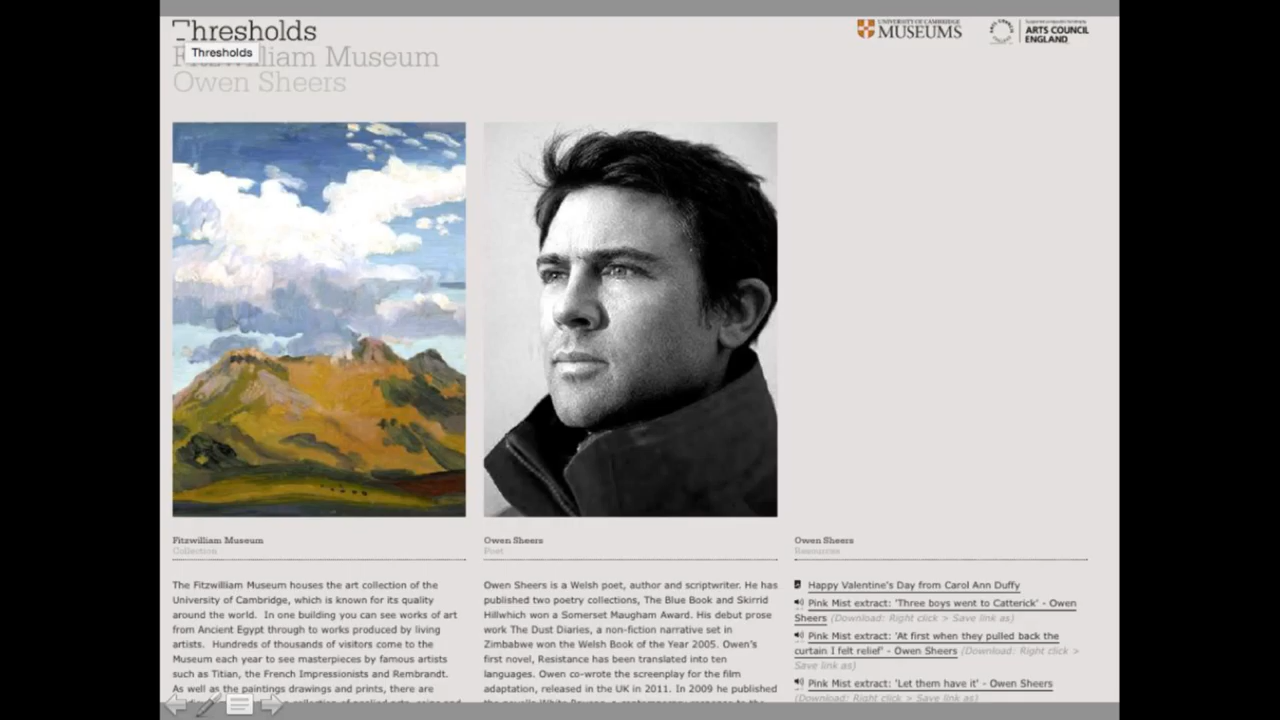 Thresholds
Thresholds
Fitzwilliam Museum
Owen Sheers
UNIVERSITY OF CAMBRIDGE
MUSEUMS
ARTS COUNCIL
ENGLAND
Fitzwilliam Museum
Collection
The Fitzwilliam Museum houses the art collection of the
University of Cambridge, which is known for its quality
around the world. In one building you can see works of art
from Ancient Egypt through to works produced by living
artists. Hundreds of thousands of visitors come to the
Museum each year to see masterpieces by famous artists
such as Titian, the French Impressionists and Rembrandt.
As well as the paintings drawings and prints, there are
Owen Sheers
Poet
Owen Sheers is a Welsh poet, author and scriptwriter. He has
published two poetry collections, The Blue Book and Skirrid
Hillwhich won a Somerset Maugham Award. His debut prose
work The Dust Diaries, a non-fiction narrative set in
Zimbabwe won the Welsh Book of the Year 2005. Owen's
first novel, Resistance has been translated into ten
languages. Owen co-wrote the screenplay for the film
adaptation, released in the UK in 2011. In 2009 he published
Owen Sheers
Resources
Happy Valentine's Day from Carol Ann Duffy
Pink Mist extract: 'Three boys went to Catterick' - Owen
Sheers (Download: Right click > Save link as)
Pink Mist extract: 'At first when they pulled back the
curtain I felt relief' - Owen Sheers (Download: Right click >
Save link as)
Pink Mist extract: 'Let them have it' - Owen Sheers
(Download: Right click > Save link as)